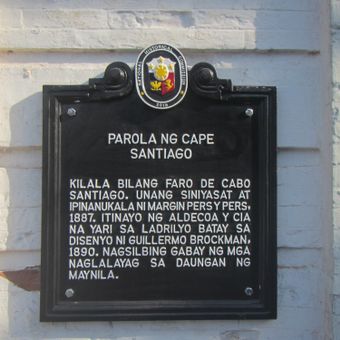 PAROLA NG CAPE
SANTIAGO
KILALA BILANG FARO DE CABO
SANTIAGO. UNANG SINIYASAT AT
IPINANUKALA NI MARGIN PERS Y PERS,
1887. ITINAYO NG ALDECOA Y CIA
NA YARI SA LADRILYO BATAY SA
DISENYO NI GUILLERMO BROCKMAN,
1890. NAGSILBING GABAY NG MGA
NAGLALAYAG SA DAUNGAN NG
MAYNILA.